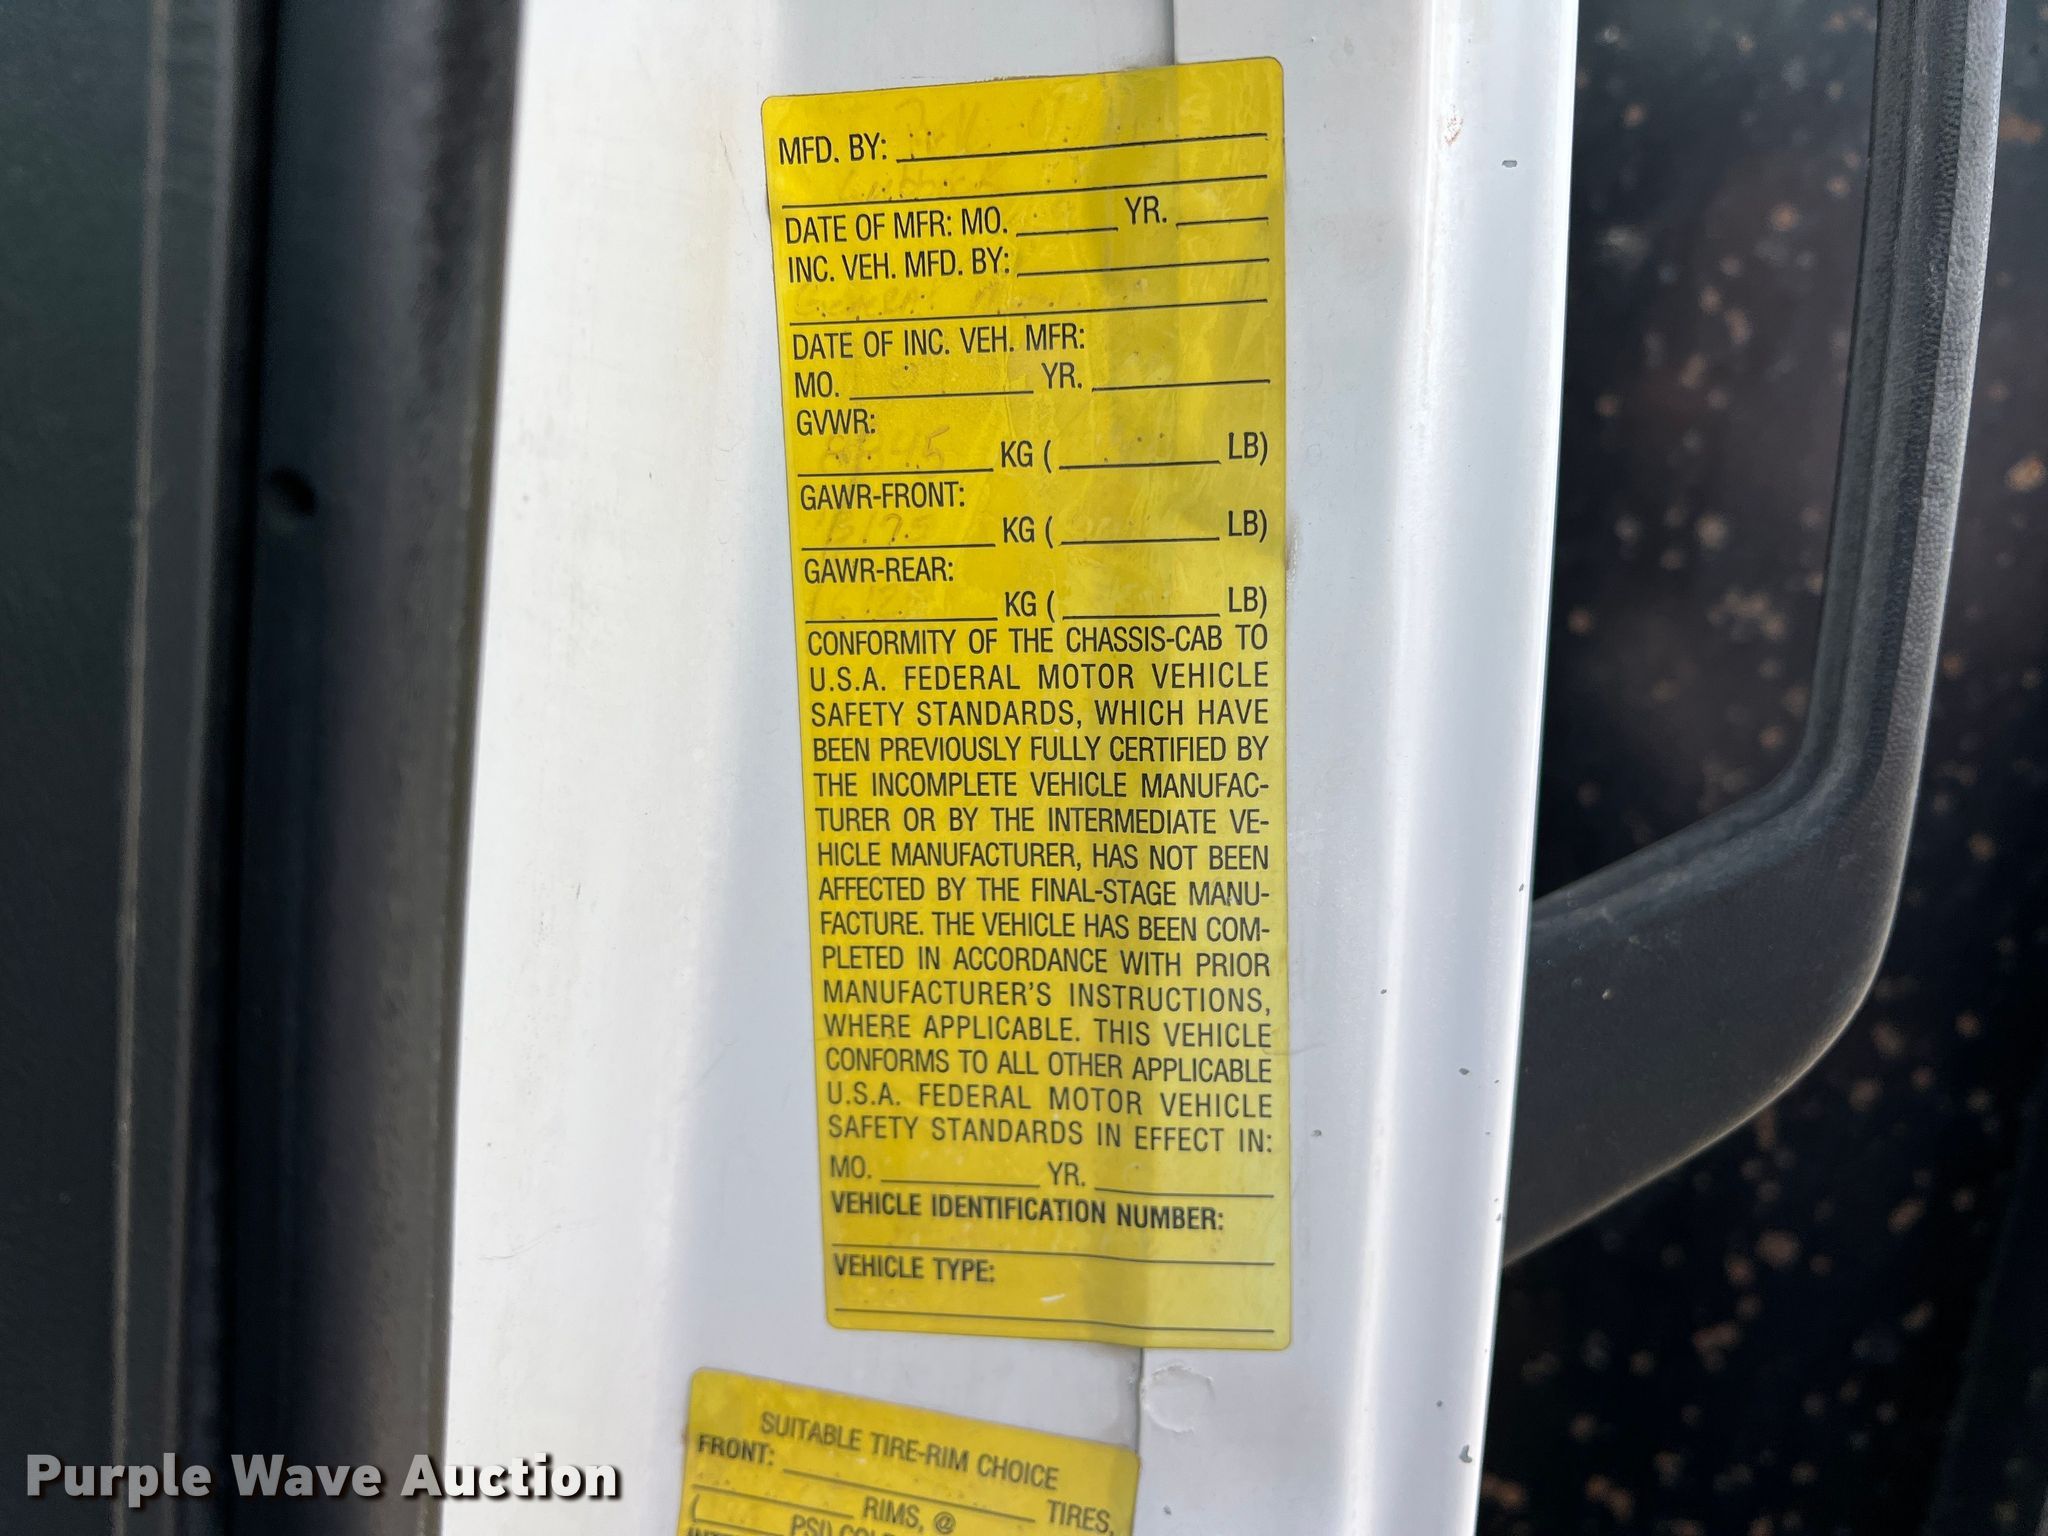 MFD. BY:
Lubbock
DATE OF MFR: MO. YR.
INC. VEH. MFD. BY:
General
DATE OF INC. VEH. MFR:
MO. YR.
GVWR:
KG ( LB)
GAWR-FRONT:
KG ( LB)
GAWR-REAR:
KG ( LB)
CONFORMITY OF THE CHASSIS-CAB TO
U.S.A. FEDERAL MOTOR VEHICLE
SAFETY STANDARDS, WHICH HAVE
BEEN PREVIOUSLY FULLY CERTIFIED BY
THE INCOMPLETE VEHICLE MANUFAC-
TURER OR BY THE INTERMEDIATE VE-
HICLE MANUFACTURER, HAS NOT BEEN
AFFECTED BY THE FINAL-STAGE MANU-
FACTURE. THE VEHICLE HAS BEEN COM-
PLETED IN ACCORDANCE WITH PRIOR
MANUFACTURER'S INSTRUCTIONS,
WHERE APPLICABLE. THIS VEHICLE
CONFORMS TO ALL OTHER APPLICABLE
U.S.A. FEDERAL MOTOR VEHICLE
SAFETY STANDARDS IN EFFECT IN:
MO. YR.
VEHICLE IDENTIFICATION NUMBER:
VEHICLE TYPE:
SUITABLE TIRE-RIM CHOICE
FRONT: TIRES,
RIMS, @
( PSI) COLD
Purple Wave Auction